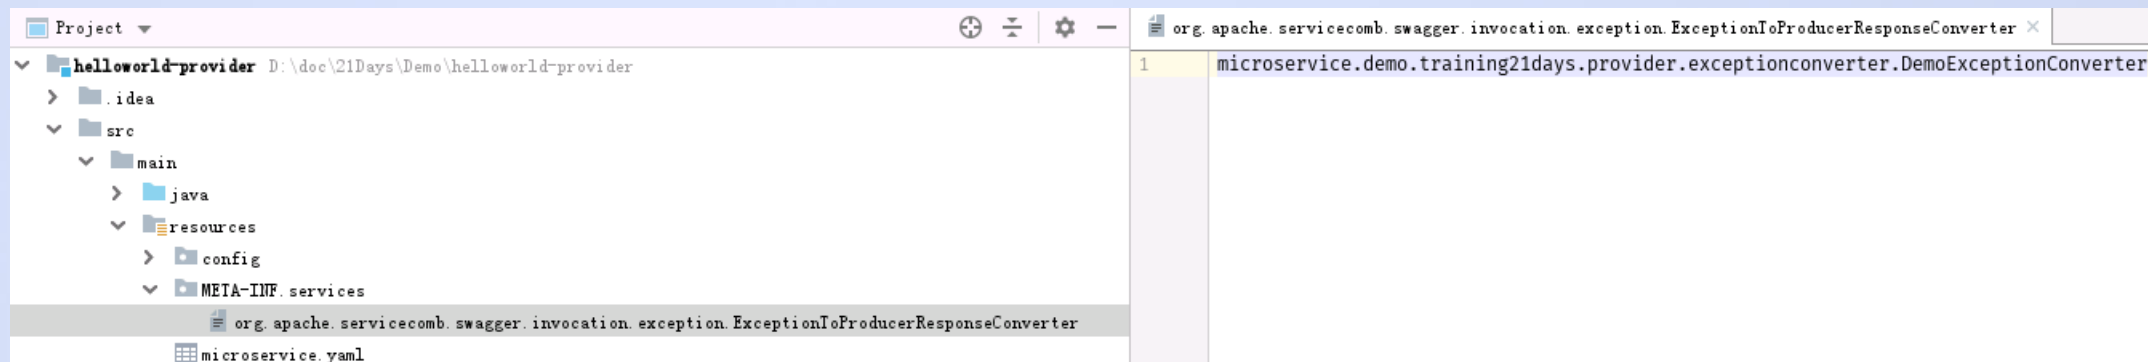 Project
helloworld-provider D:\doc\21Days\Demo\helloworld-provider
.idea
src
main
java
resources
config
META-INF.services
org.apache.servicecomb.swagger.invocation.exception.ExceptionToProducerResponseConverter
microservice.yaml
org.apache.servicecomb.swagger.invocation.exception.ExceptionToProducerResponseConverter
1 microservice.demo.training21days.provider.exceptionconverter.DemoExceptionConverter